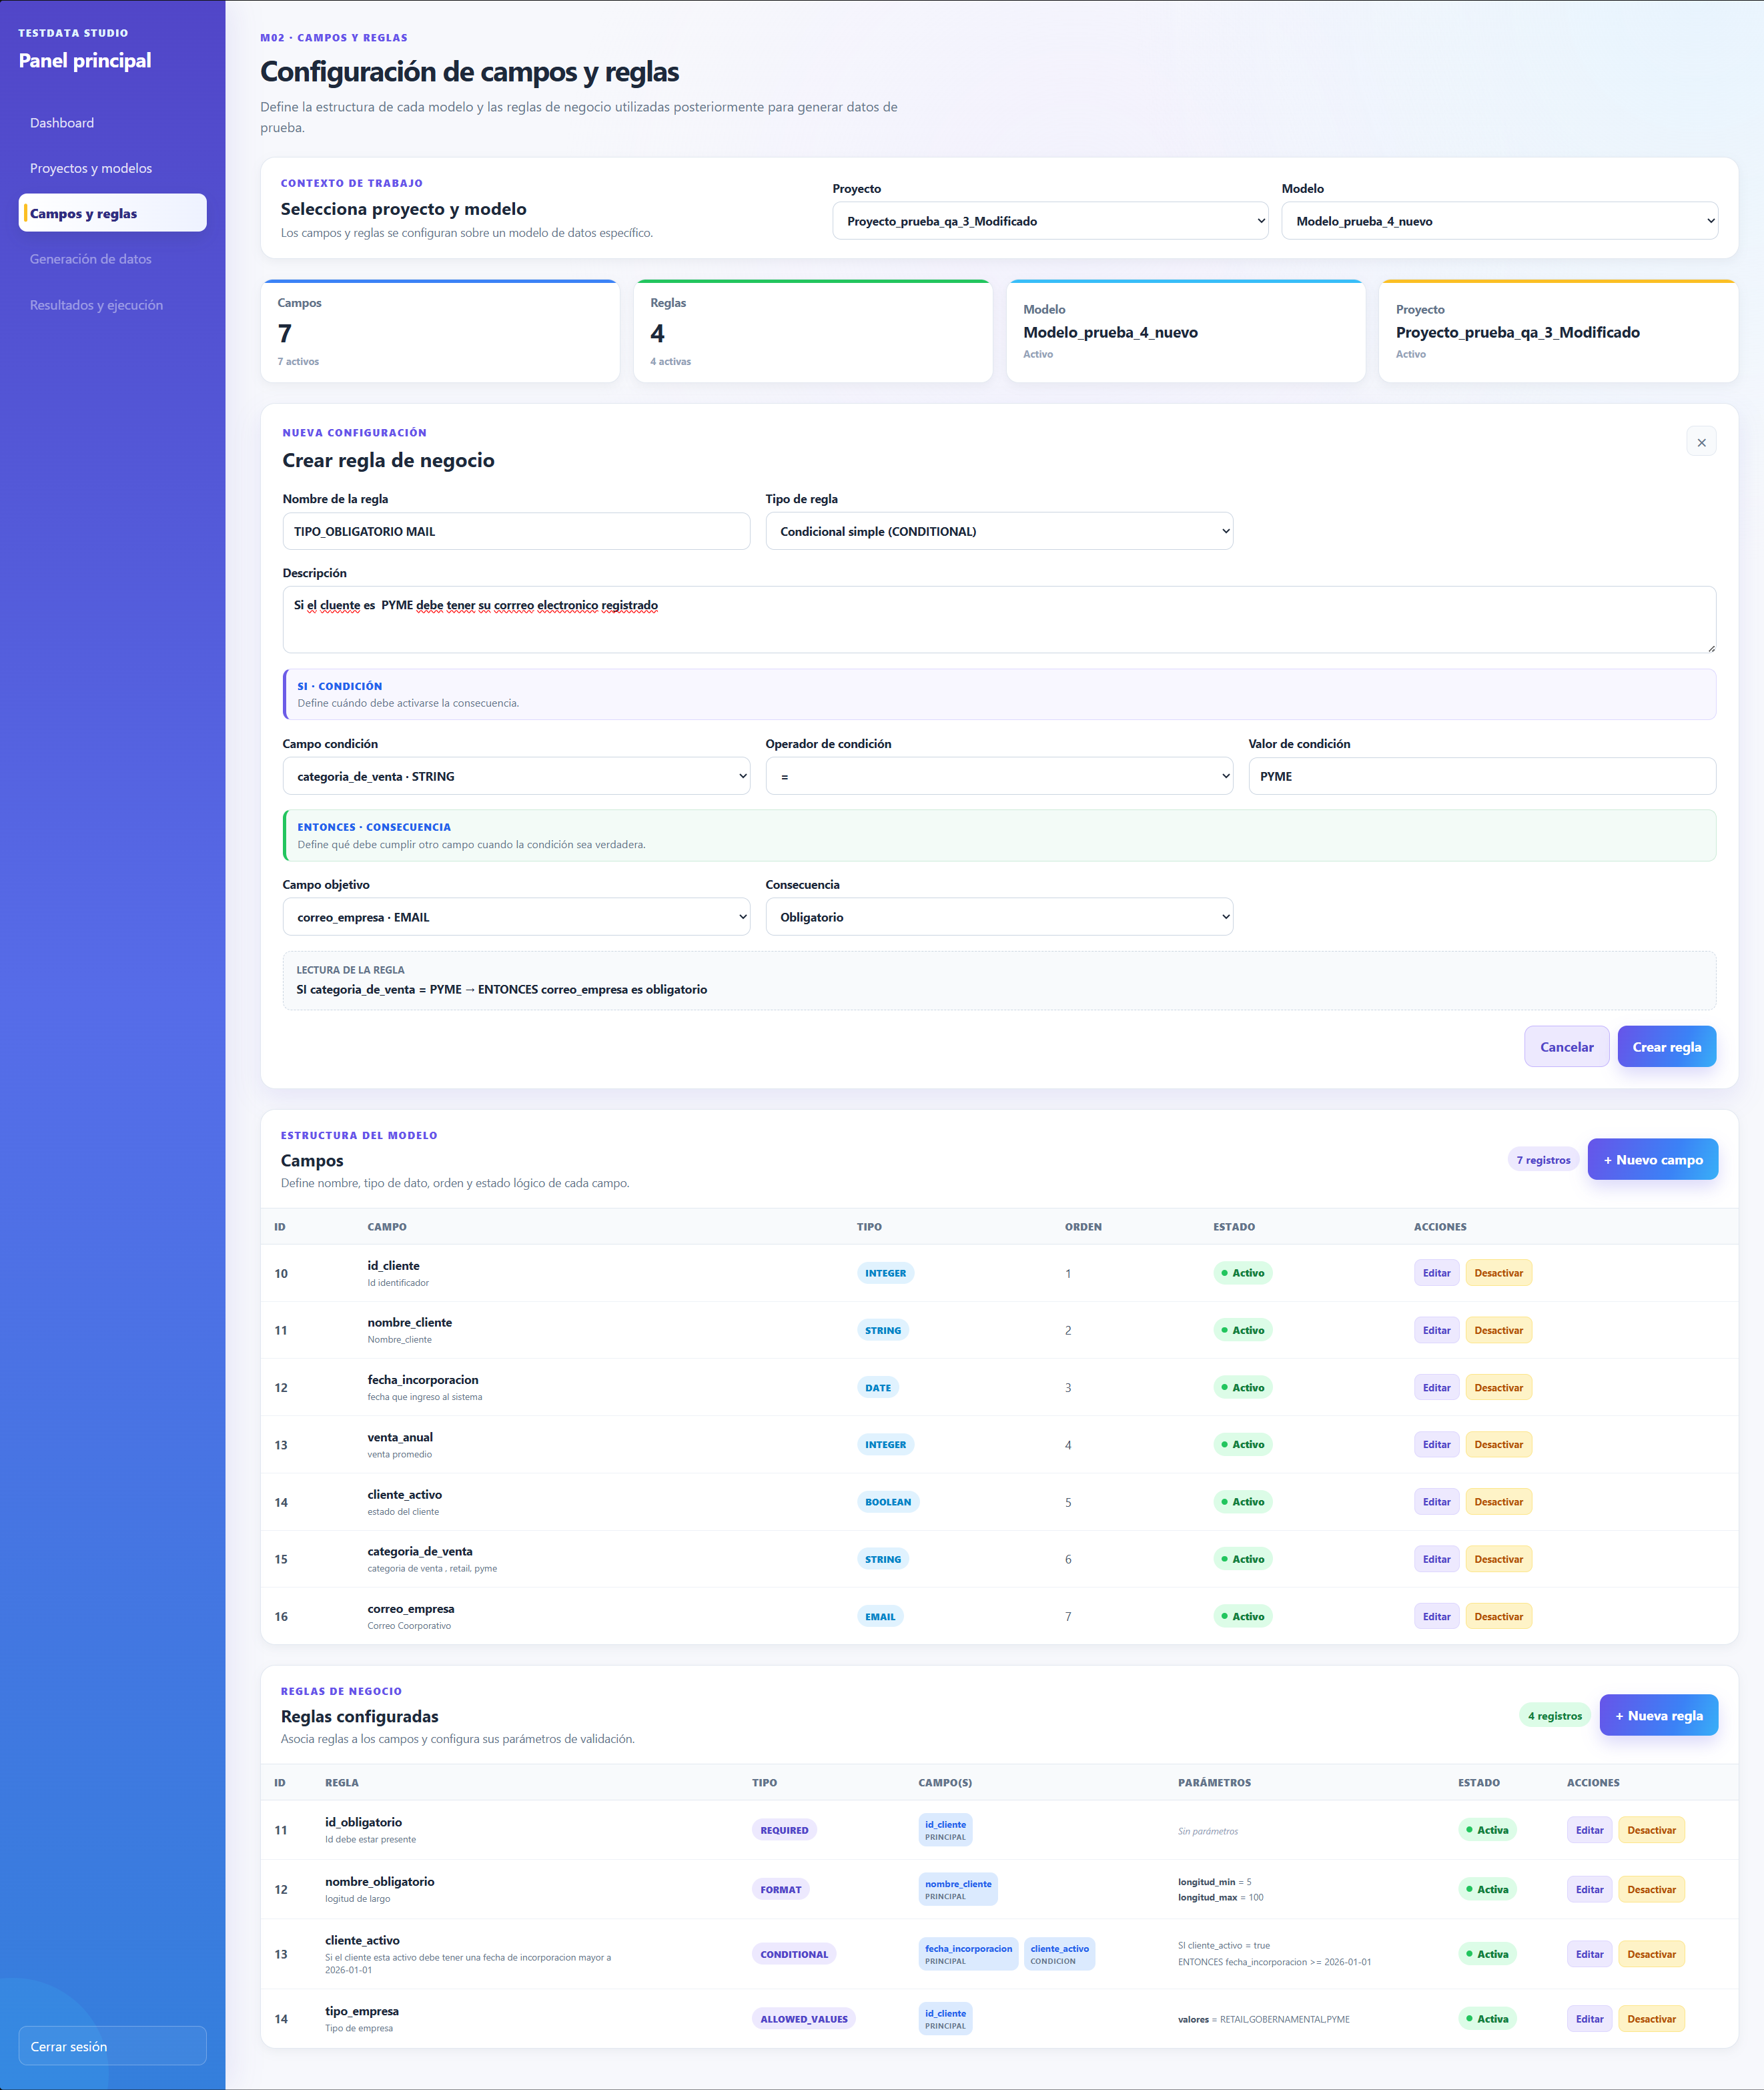 TESTDATA STUDIO
Panel principal
Dashboard
Proyectos y modelos
Campos y reglas
Generación de datos
Resultados y ejecución
Cerrar sesión
M02 · CAMPOS Y REGLAS
Configuración de campos y reglas
Define la estructura de cada modelo y las reglas de negocio utilizadas posteriormente para generar datos de
prueba.
CONTEXTO DE TRABAJO
Selecciona proyecto y modelo
Los campos y reglas se configuran sobre un modelo de datos específico.
Proyecto
Proyecto_prueba_qa_3_Modificado
Modelo
Modelo_prueba_4_nuevo
Campos
7
7 activos
Reglas
4
4 activas
Modelo
Modelo_prueba_4_nuevo
Activo
Proyecto
Proyecto_prueba_qa_3_Modificado
Activo
NUEVA CONFIGURACIÓN
Crear regla de negocio
×
Nombre de la regla
TIPO_OBLIGATORIO MAIL
Tipo de regla
Condicional simple (CONDITIONAL)
Descripción
Si el cluente es  PYME debe tener su corrreo electronico registrado
SI · CONDICIÓN
Define cuándo debe activarse la consecuencia.
Campo condición
categoria_de_venta · STRING
Operador de condición
=
Valor de condición
PYME
ENTONCES · CONSECUENCIA
Define qué debe cumplir otro campo cuando la condición sea verdadera.
Campo objetivo
correo_empresa · EMAIL
Consecuencia
Obligatorio
LECTURA DE LA REGLA
SI categoria_de_venta = PYME → ENTONCES correo_empresa es obligatorio
Cancelar
Crear regla
ESTRUCTURA DEL MODELO
Campos
Define nombre, tipo de dato, orden y estado lógico de cada campo.
7 registros
+ Nuevo campo
ID CAMPO TIPO ORDEN ESTADO ACCIONES
10 id_cliente INTEGER 1 Activo Editar Desactivar
Id identificador
11 nombre_cliente STRING 2 Activo Editar Desactivar
Nombre_cliente
12 fecha_incorporacion DATE 3 Activo Editar Desactivar
fecha que ingreso al sistema
13 venta_anual INTEGER 4 Activo Editar Desactivar
venta promedio
14 cliente_activo BOOLEAN 5 Activo Editar Desactivar
estado del cliente
15 categoria_de_venta STRING 6 Activo Editar Desactivar
categoria de venta , retail, pyme
16 correo_empresa EMAIL 7 Activo Editar Desactivar
Correo Coorporativo
REGLAS DE NEGOCIO
Reglas configuradas
Asocia reglas a los campos y configura sus parámetros de validación.
4 registros
+ Nueva regla
ID REGLA TIPO CAMPO(S) PARÁMETROS ESTADO ACCIONES
11 id_obligatorio REQUIRED id_cliente Sin parámetros Activa Editar Desactivar
Id debe estar presente PRINCIPAL
12 nombre_obligatorio FORMAT nombre_cliente longitud_min = 5 Activa Editar Desactivar
logitud de largo PRINCIPAL longitud_max = 100
13 cliente_activo CONDITIONAL fecha_incorporacion cliente_activo SI cliente_activo = true Activa Editar Desactivar
Si el cliente esta activo debe tener una fecha de incorporacion mayor a PRINCIPAL CONDICION ENTONCES fecha_incorporacion >= 2026-01-01
2026-01-01
14 tipo_empresa ALLOWED_VALUES id_cliente valores = RETAIL,GOBERNAMENTAL,PYME Activa Editar Desactivar
Tipo de empresa PRINCIPAL